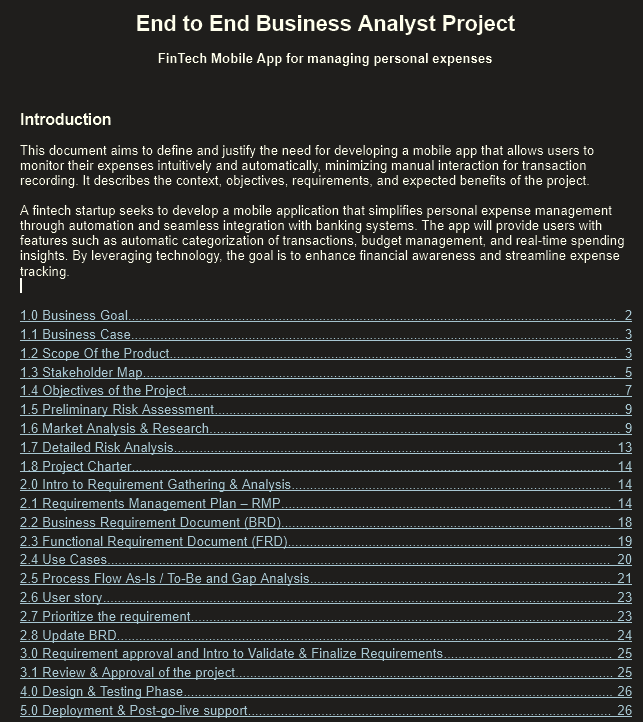 End to End Business Analyst Project
FinTech Mobile App for managing personal expenses
Introduction
This document aims to define and justify the need for developing a mobile app that allows users to
monitor their expenses intuitively and automatically, minimizing manual interaction for transaction
recording. It describes the context, objectives, requirements, and expected benefits of the project.
A fintech startup seeks to develop a mobile application that simplifies personal expense management
through automation and seamless integration with banking systems. The app will provide users with
features such as automatic categorization of transactions, budget management, and real-time spending
insights. By leveraging technology, the goal is to enhance financial awareness and streamline expense
tracking.
1.0 Business Goal 2
1.1 Business Case 3
1.2 Scope Of the Product 3
1.3 Stakeholder Map 5
1.4 Objectives of the Project 7
1.5 Preliminary Risk Assessment 9
1.6 Market Analysis & Research 9
1.7 Detailed Risk Analysis 13
1.8 Project Charter 14
2.0 Intro to Requirement Gathering & Analysis 14
2.1 Requirements Management Plan – RMP 14
2.2 Business Requirement Document (BRD) 18
2.3 Functional Requirement Document (FRD) 19
2.4 Use Cases 20
2.5 Process Flow As-Is / To-Be and Gap Analysis 21
2.6 User story 23
2.7 Prioritize the requirement 23
2.8 Update BRD 24
3.0 Requirement approval and Intro to Validate & Finalize Requirements 25
3.1 Review & Approval of the project 25
4.0 Design & Testing Phase 26
5.0 Deployment & Post-go-live support 26